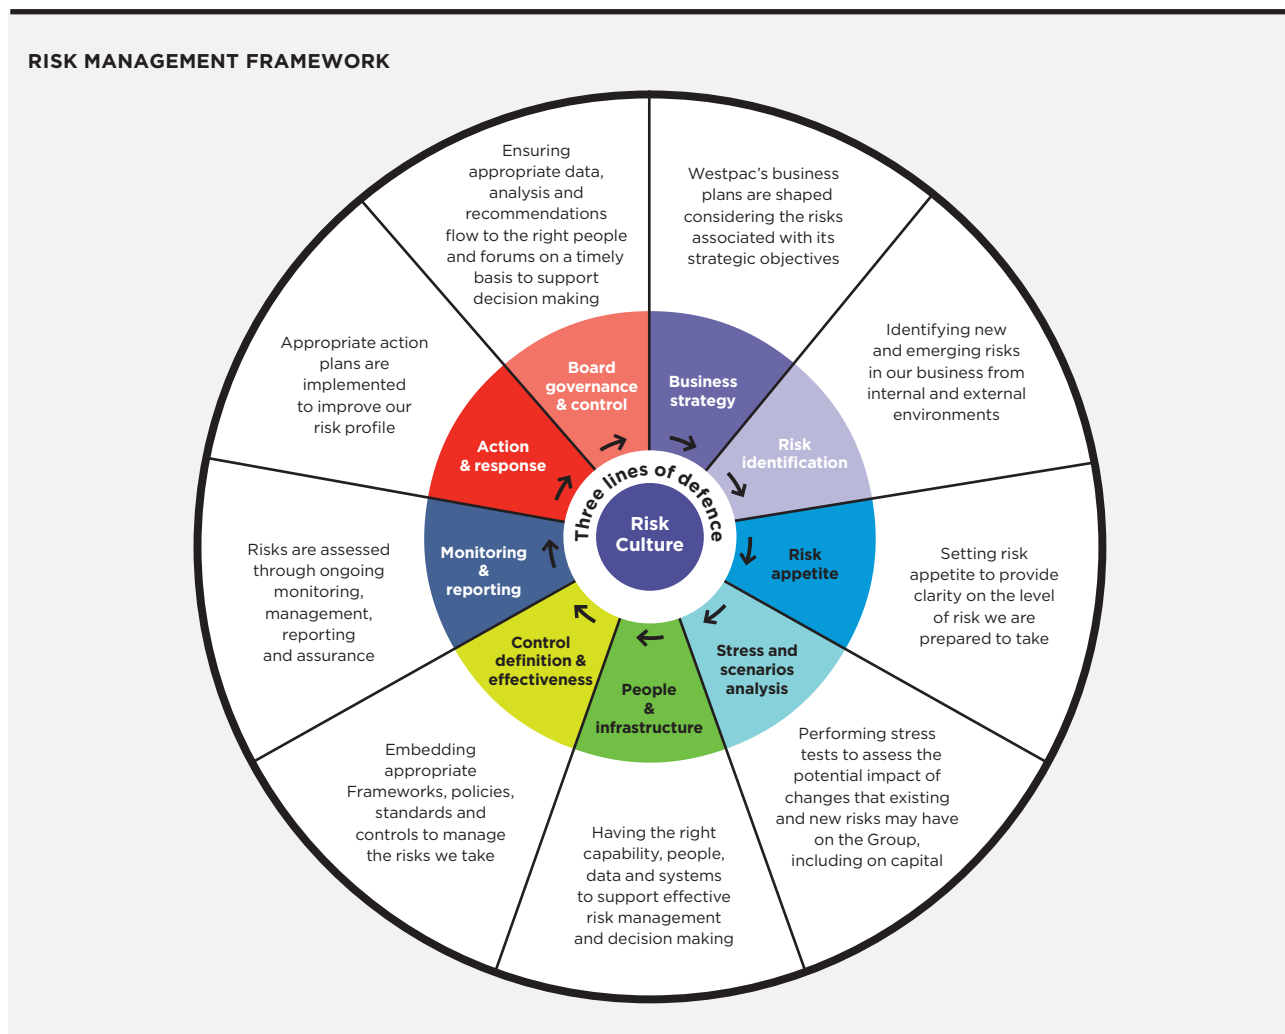 RISK MANAGEMENT FRAMEWORK
Ensuring
appropriate data,
analysis and
recommendations
flow to the right people
and forums on a timely
basis to support
decision making
Westpac’s business
plans are shaped
considering the risks
associated with its
strategic objectives
Identifying new
and emerging risks
in our business from
internal and external
environments
Setting risk
appetite to provide
clarity on the level
of risk we are
prepared to take
Performing stress
tests to assess the
potential impact of
changes that existing
and new risks may have
on the Group,
including on capital
Having the right
capability, people,
data and systems
to support effective
risk management
and decision making
Embedding
appropriate
Frameworks, policies,
standards and
controls to manage
the risks we take
Risks are assessed
through ongoing
monitoring,
management,
reporting
and assurance
Appropriate action
plans are
implemented
to improve our
risk profile
Board
governance
& control
Business
strategy
Risk
identification
Risk
appetite
Stress and
scenarios
analysis
People
&
infrastructure
Control
definition &
effectiveness
Monitoring
&
reporting
Action
& response
Three lines of defence
Risk
Culture